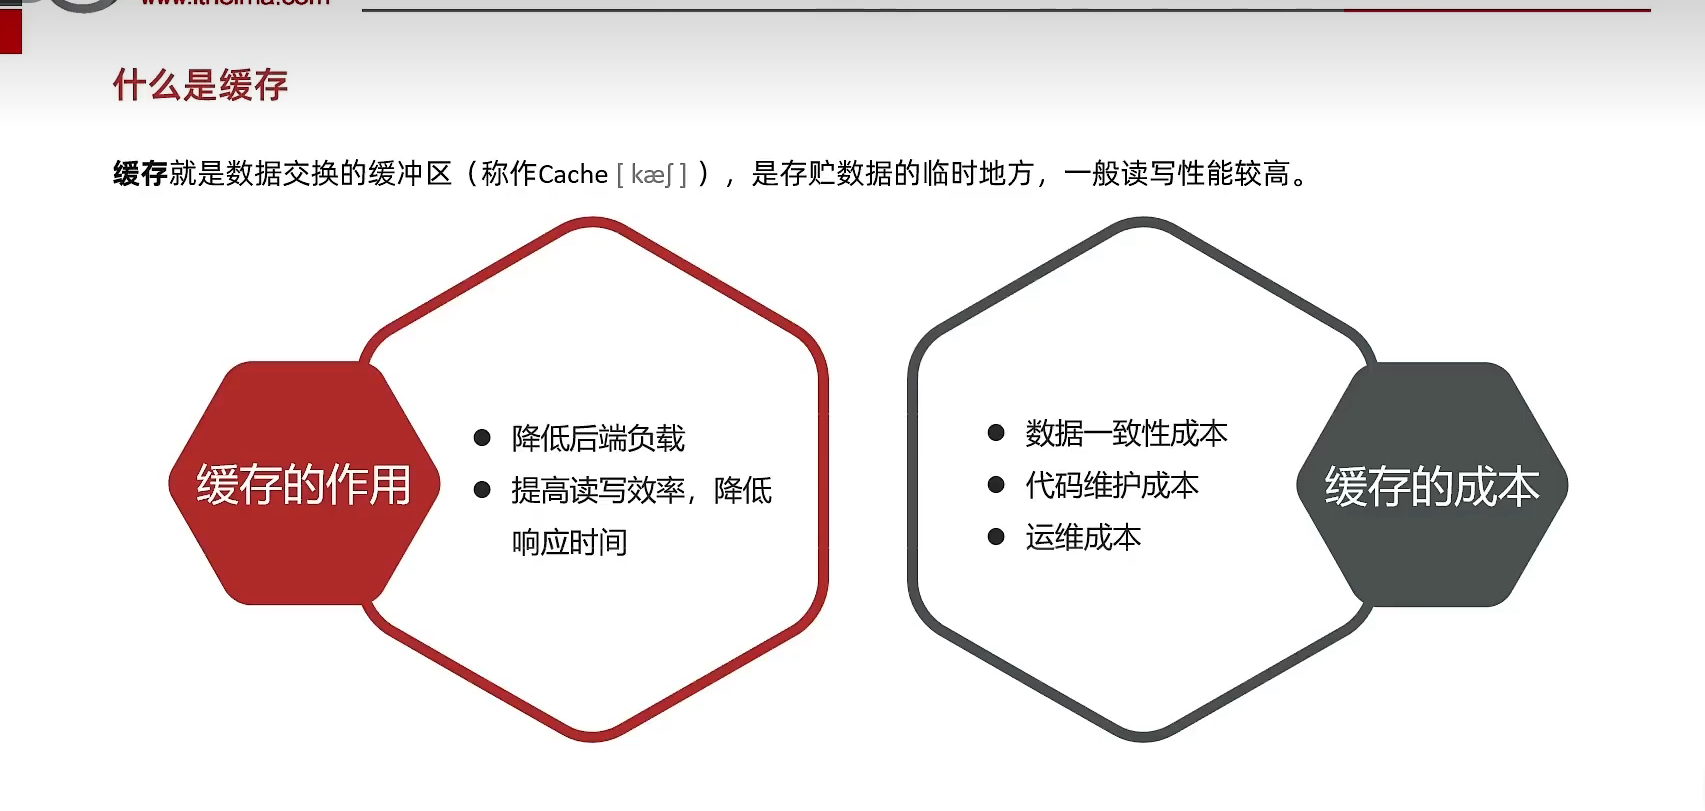 www.itheima.com
什么是缓存
缓存就是数据交换的缓冲区（称作Cache [ kæʃ ] ），是存贮数据的临时地方，一般读写性能较高。
缓存的作用
● 降低后端负载
● 提高读写效率，降低
响应时间
● 数据一致性成本
● 代码维护成本
● 运维成本
缓存的成本